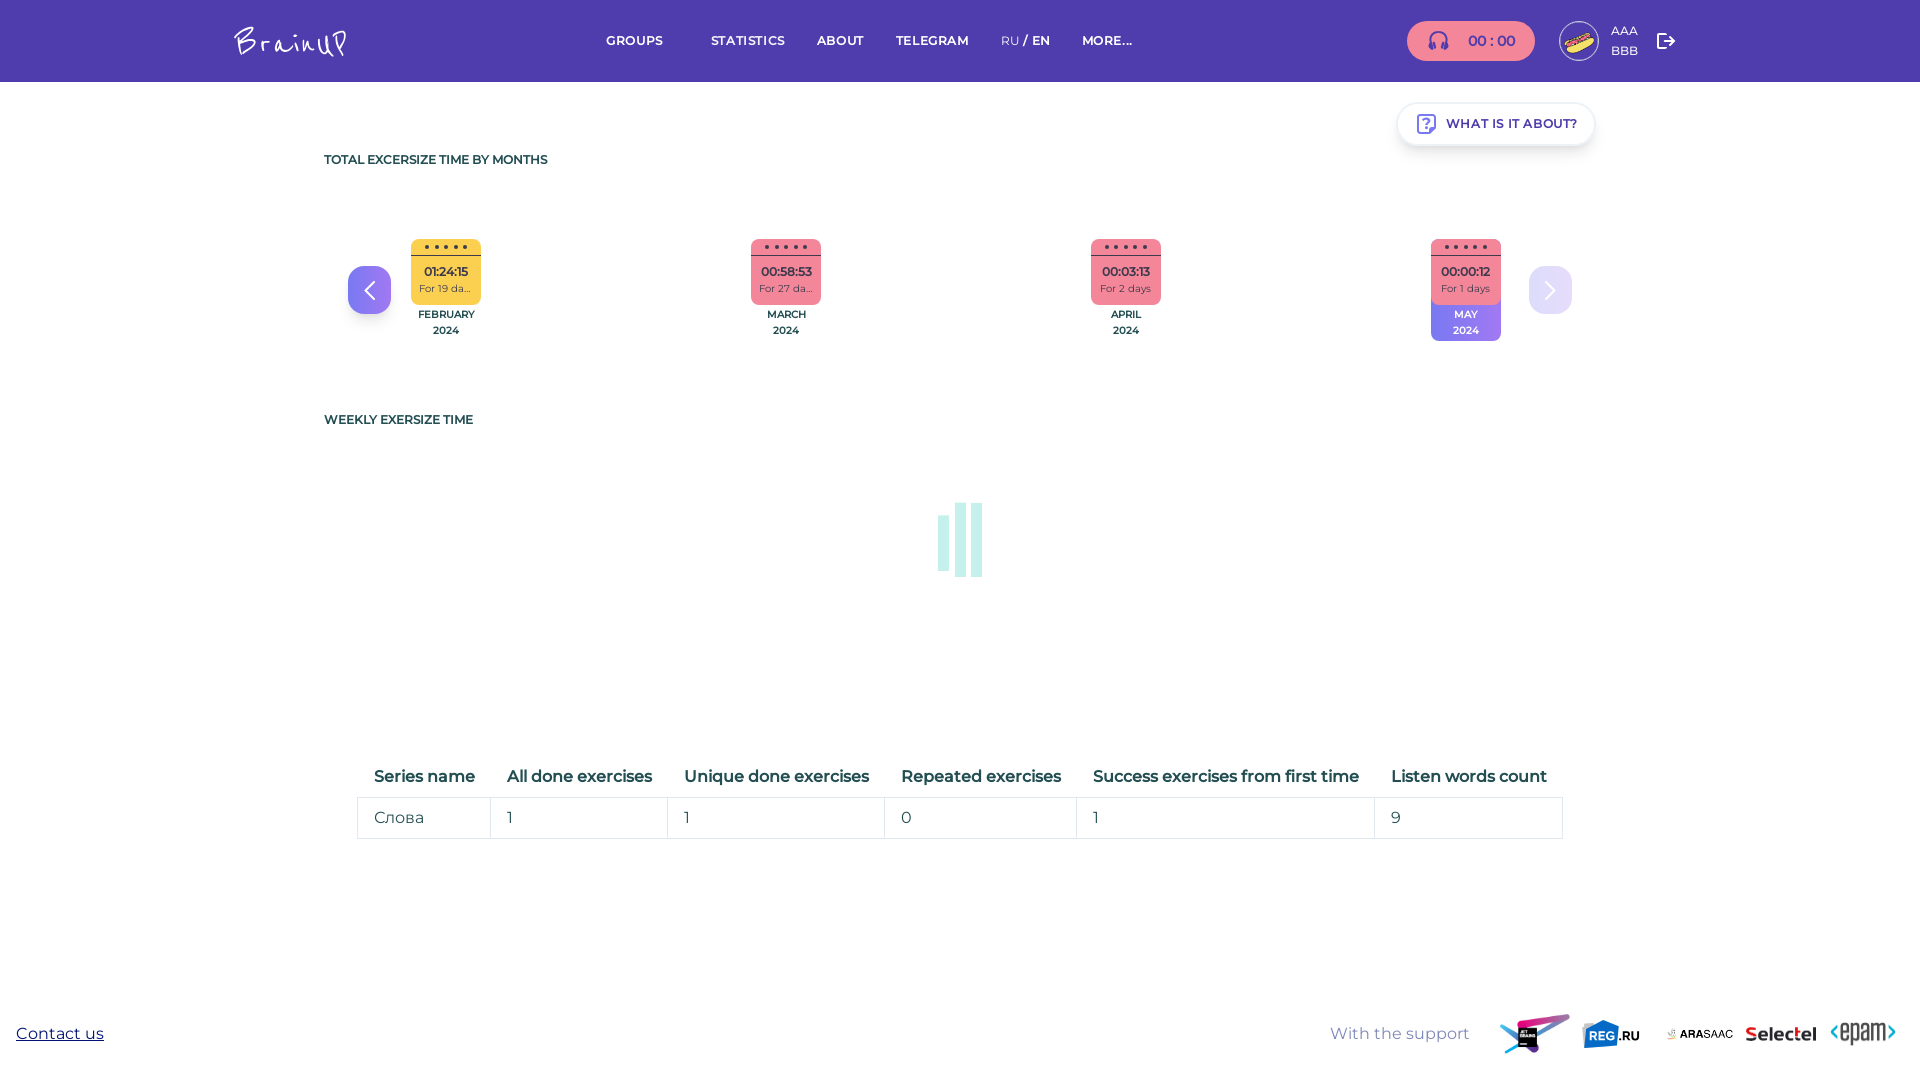 BrainUP
GROUPS STATISTICS ABOUT TELEGRAM RU / EN MORE...
00 : 00
AAA
BBB
WHAT IS IT ABOUT?
TOTAL EXCERSIZE TIME BY MONTHS
01:24:15
For 19 da...
FEBRUARY
2024
00:58:53
For 27 da...
MARCH
2024
00:03:13
For 2 days
APRIL
2024
00:00:12
For 1 days
MAY
2024
WEEKLY EXERSIZE TIME
Series name All done exercises Unique done exercises Repeated exercises Success exercises from first time Listen words count
Слова 1 1 0 1 9
Contact us
With the support
JET
BRAINS
REG.RU
ARASAAC
Selectel
<epam>